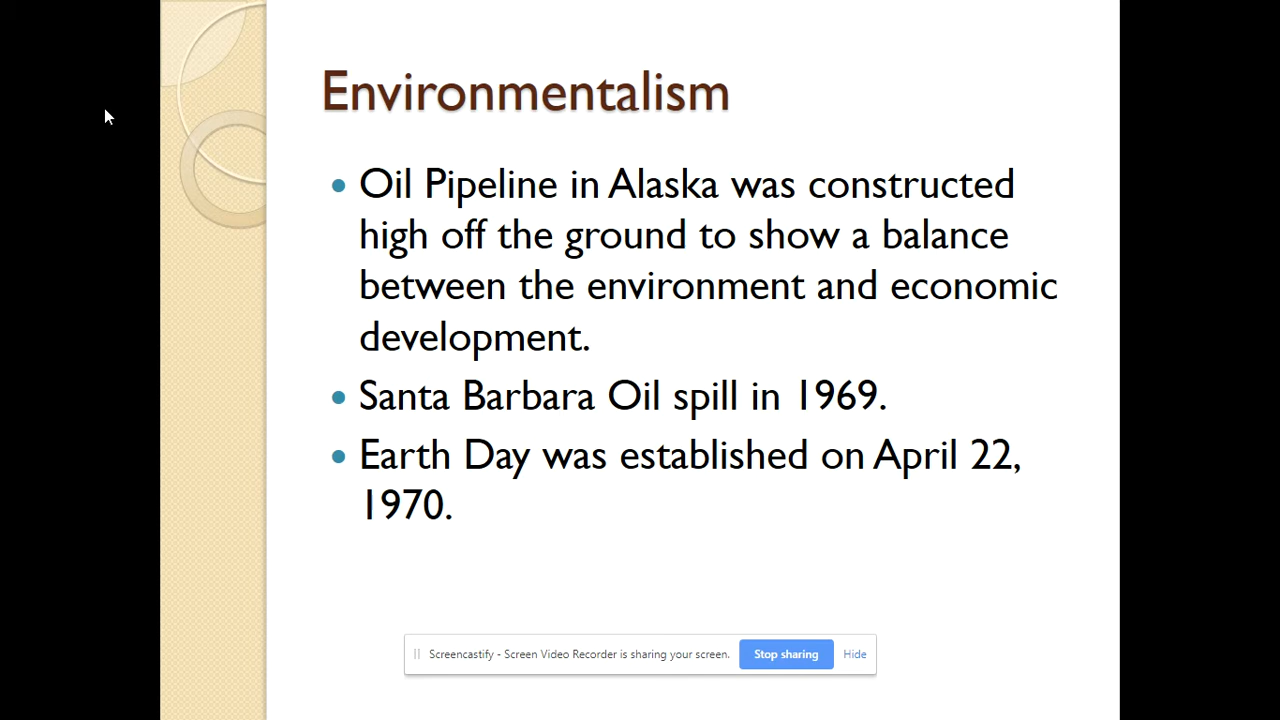 Environmentalism
• Oil Pipeline in Alaska was constructed
high off the ground to show a balance
between the environment and economic
development.
• Santa Barbara Oil spill in 1969.
• Earth Day was established on April 22,
1970.
Screencastify - Screen Video Recorder is sharing your screen. Stop sharing Hide